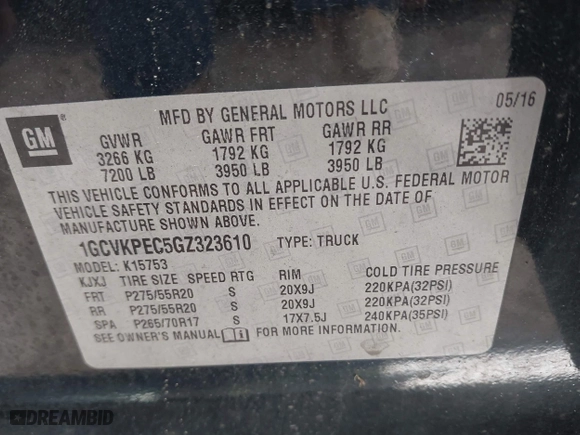 GM
MFD BY GENERAL MOTORS LLC 05/16
GVWR GAWR FRT GAWR RR
3266 KG 1792 KG 1792 KG
7200 LB 3950 LB 3950 LB
THIS VEHICLE CONFORMS TO ALL APPLICABLE U.S. FEDERAL MOTOR
VEHICLE SAFETY STANDARDS IN EFFECT ON THE DATE OF
MANUFACTURE SHOWN ABOVE.
1GCVKPEC5GZ323610 TYPE: TRUCK
MODEL: K15753
KJXJ TIRE SIZE SPEED RTG RIM COLD TIRE PRESSURE
FRT P275/55R20 S 20X9J 220KPA(32PSI)
RR P275/55R20 S 20X9J 220KPA(32PSI)
SPA P265/70R17 S 17X7.5J 240KPA(35PSI)
SEE OWNER'S MANUAL FOR MORE INFORMATION.
DREAMBID